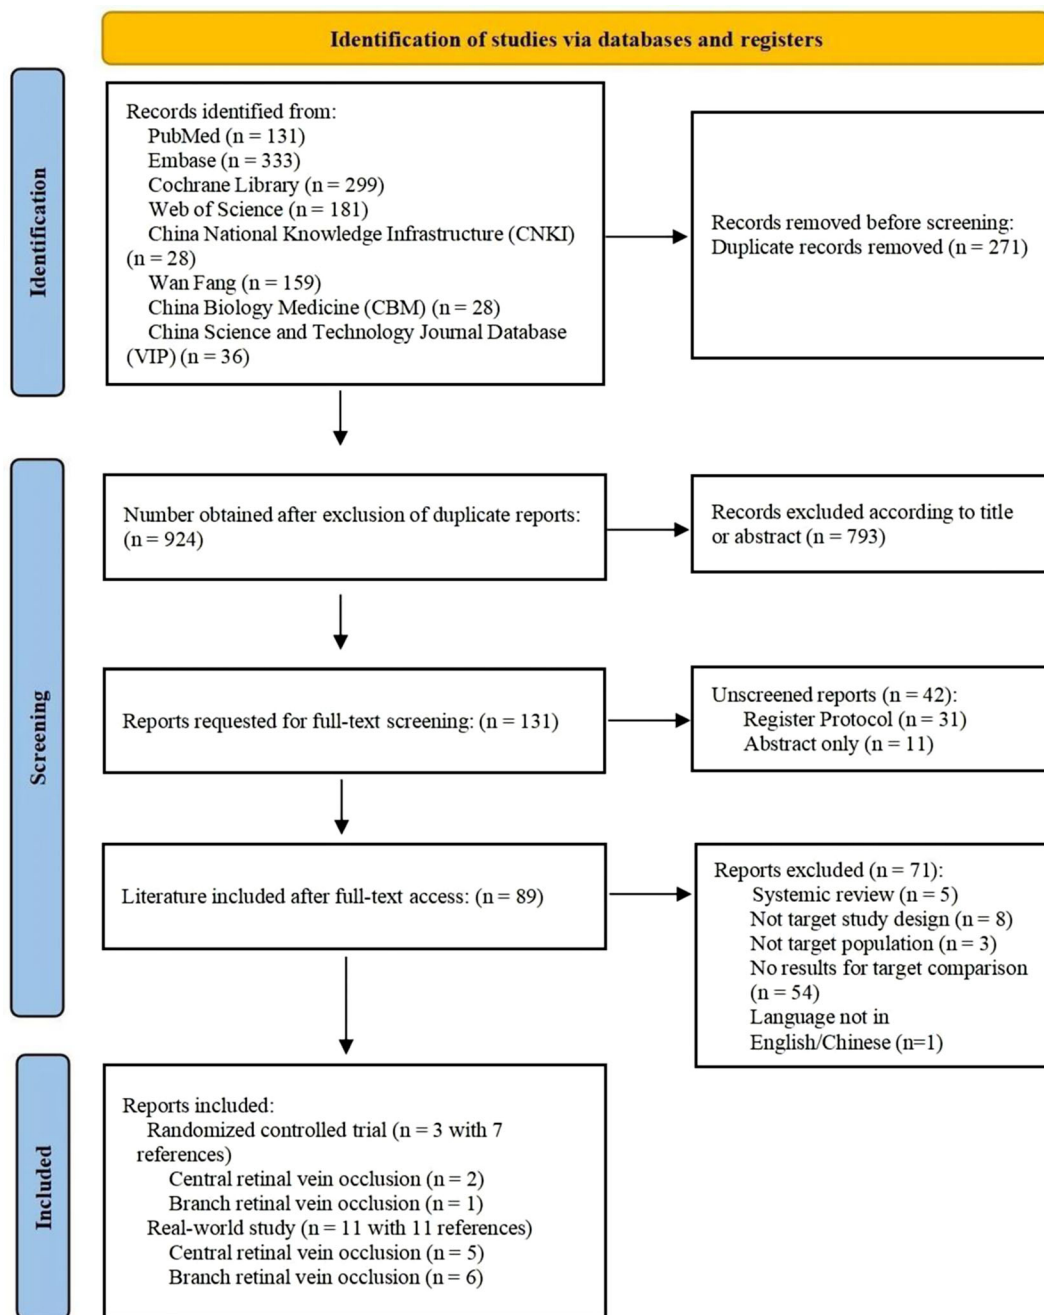 Identification of studies via databases and registers
Identification
Records identified from:
PubMed (n = 131)
Embase (n = 333)
Cochrane Library (n = 299)
Web of Science (n = 181)
China National Knowledge Infrastructure (CNKI)
(n = 28)
Wan Fang (n = 159)
China Biology Medicine (CBM) (n = 28)
China Science and Technology Journal Database
(VIP) (n = 36)
Records removed before screening:
Duplicate records removed (n = 271)
Screening
Number obtained after exclusion of duplicate reports:
(n = 924)
Records excluded according to title
or abstract (n = 793)
Reports requested for full-text screening: (n = 131)
Unscreened reports (n = 42):
Register Protocol (n = 31)
Abstract only (n = 11)
Literature included after full-text access: (n = 89)
Reports excluded (n = 71):
Systemic review (n = 5)
Not target study design (n = 8)
Not target population (n = 3)
No results for target comparison
(n = 54)
Language not in
English/Chinese (n=1)
Included
Reports included:
Randomized controlled trial (n = 3 with 7
references)
Central retinal vein occlusion (n = 2)
Branch retinal vein occlusion (n = 1)
Real-world study (n = 11 with 11 references)
Central retinal vein occlusion (n = 5)
Branch retinal vein occlusion (n = 6)